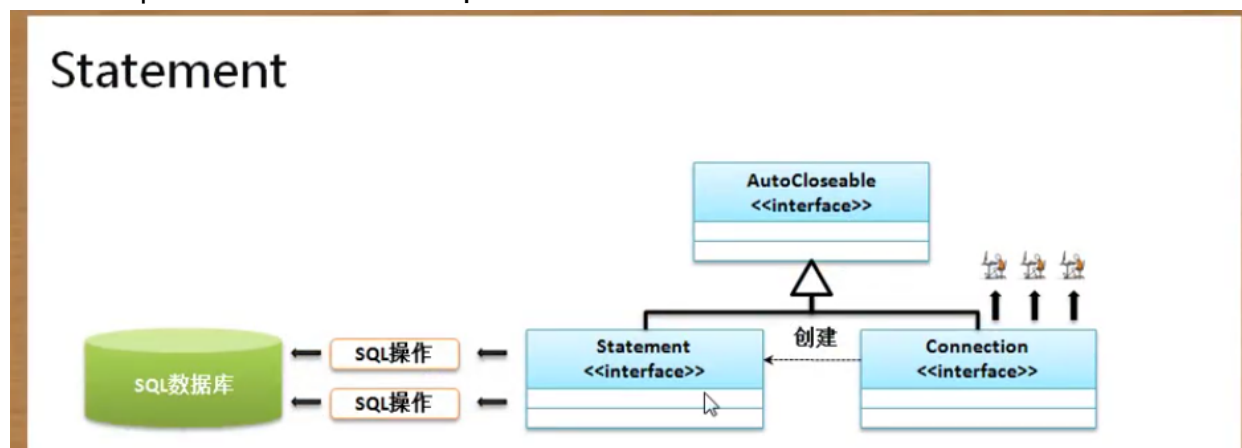 Statement
AutoCloseable
<<interface>>
创建
Statement
<<interface>>
Connection
<<interface>>
SQL操作
SQL操作
SQL数据库